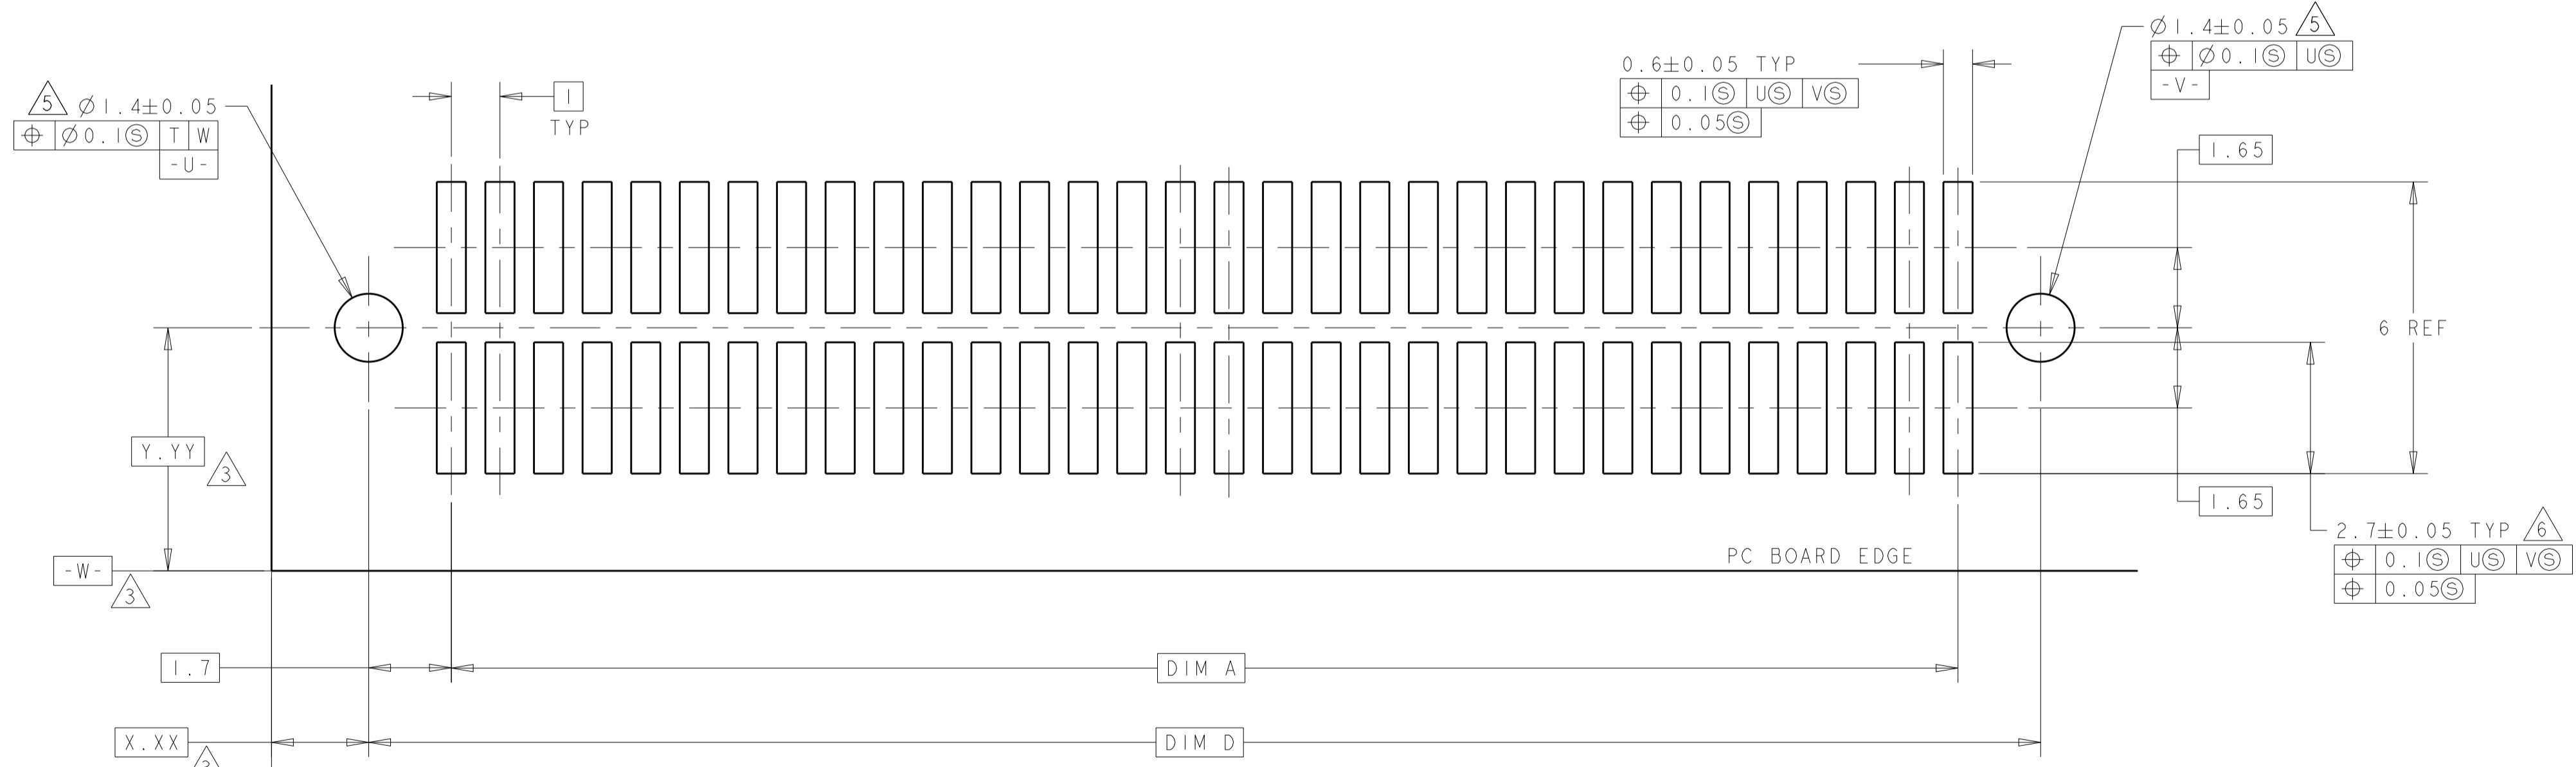 5 Ø1.4±0.05
⌖ Ø0.1Ⓢ T W
-U-
1
TYP
0.6±0.05 TYP
⌖ 0.1Ⓢ UⓈ VⓈ
⌖ 0.05Ⓢ
Ø1.4±0.05 5
⌖ Ø0.1Ⓢ UⓈ
-V-
1.65
6 REF
Y.YY
3
1.65
2.7±0.05 TYP 6
⌖ 0.1Ⓢ UⓈ VⓈ
⌖ 0.05Ⓢ
PC BOARD EDGE
-W-
3
1.7
DIM A
X.XX
3
DIM D